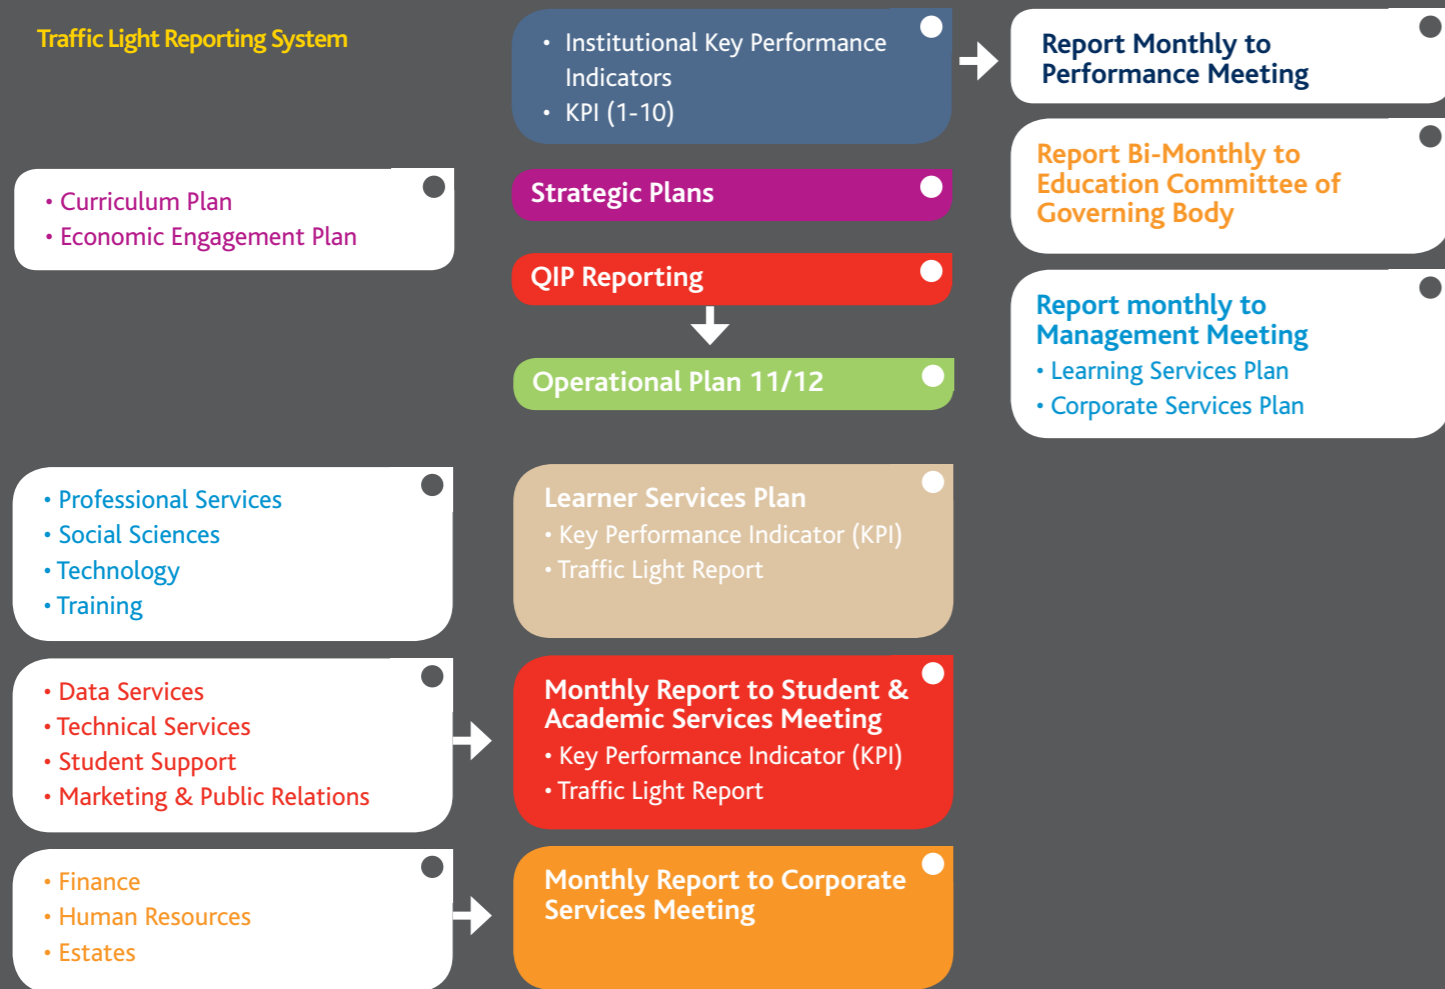 Traffic Light Reporting System
• Institutional Key Performance
Indicators
• KPI (1-10)
Report Monthly to
Performance Meeting
Report Bi-Monthly to
Education Committee of
Governing Body
• Curriculum Plan
• Economic Engagement Plan
Strategic Plans
QIP Reporting
Report monthly to
Management Meeting
• Learning Services Plan
• Corporate Services Plan
Operational Plan 11/12
• Professional Services
• Social Sciences
• Technology
• Training
Learner Services Plan
• Key Performance Indicator (KPI)
• Traffic Light Report
• Data Services
• Technical Services
• Student Support
• Marketing & Public Relations
Monthly Report to Student &
Academic Services Meeting
• Key Performance Indicator (KPI)
• Traffic Light Report
• Finance
• Human Resources
• Estates
Monthly Report to Corporate
Services Meeting